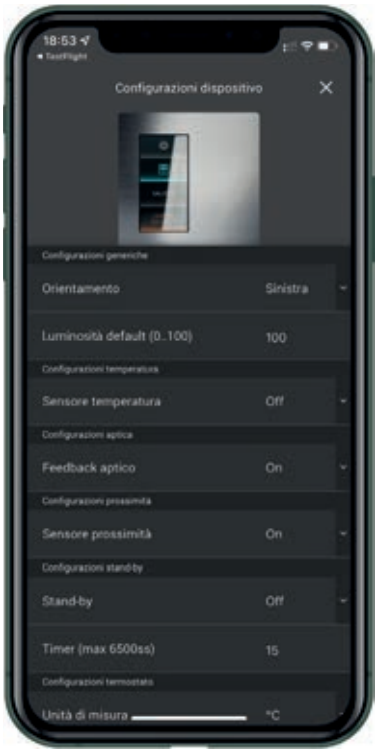 18:53
TestFlight
Configurazioni dispositivo
Configurazioni generiche
Orientamento Sinistra
Luminosità default (0..100) 100
Configurazioni temperatura
Sensore temperatura Off
Configurazioni aptica
Feedback aptico On
Configurazioni prossimità
Sensore prossimità On
Configurazioni stand-by
Stand-by Off
Timer (max 6500ss) 15
Configurazioni termostato
Unità di misura °C